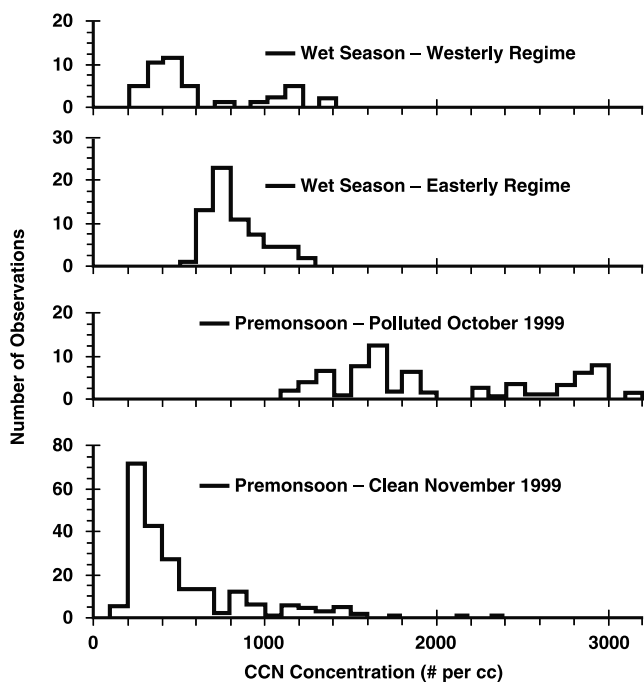 20
Wet Season – Westerly Regime
10
0
30
20
Wet Season – Easterly Regime
10
0
Number of Observations
20
Premonsoon – Polluted October 1999
10
0
80
60
Premonsoon – Clean November 1999
40
20
0
0 1000 2000 3000
CCN Concentration (# per cc)